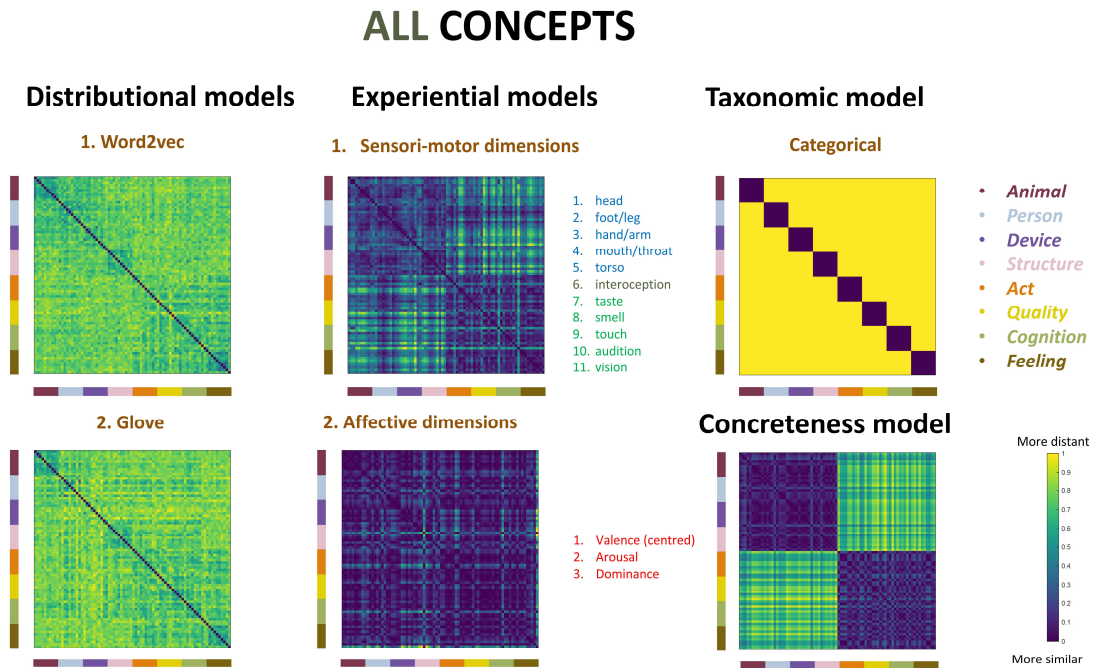 ALL CONCEPTS
Distributional models
Experiential models
Taxonomic model
1. Word2vec
1. Sensori-motor dimensions
Categorical
1. head
2. foot/leg
3. hand/arm
4. mouth/throat
5. torso
6. interoception
7. taste
8. smell
9. touch
10. audition
11. vision
• Animal
• Person
• Device
• Structure
• Act
• Quality
• Cognition
• Feeling
2. Glove
2. Affective dimensions
Concreteness model
1. Valence (centred)
2. Arousal
3. Dominance
More distant
1
0.9
0.8
0.7
0.6
0.5
0.4
0.3
0.2
0.1
0
More similar